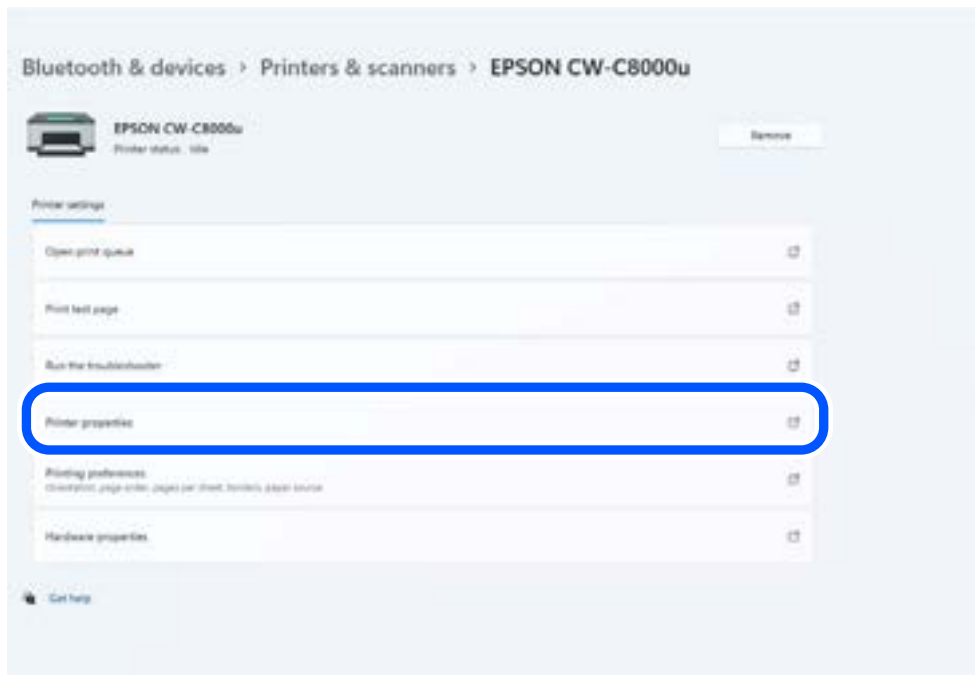 Bluetooth & devices > Printers & scanners > EPSON CW-C8000u
EPSON CW-C8000u
Printer status: Idle
Remove
Printer settings
Open print queue
Print test page
Run the troubleshooter
Printer properties
Printing preferences
Orientation, page order, pages per sheet, borders, paper source
Hardware properties
Get help